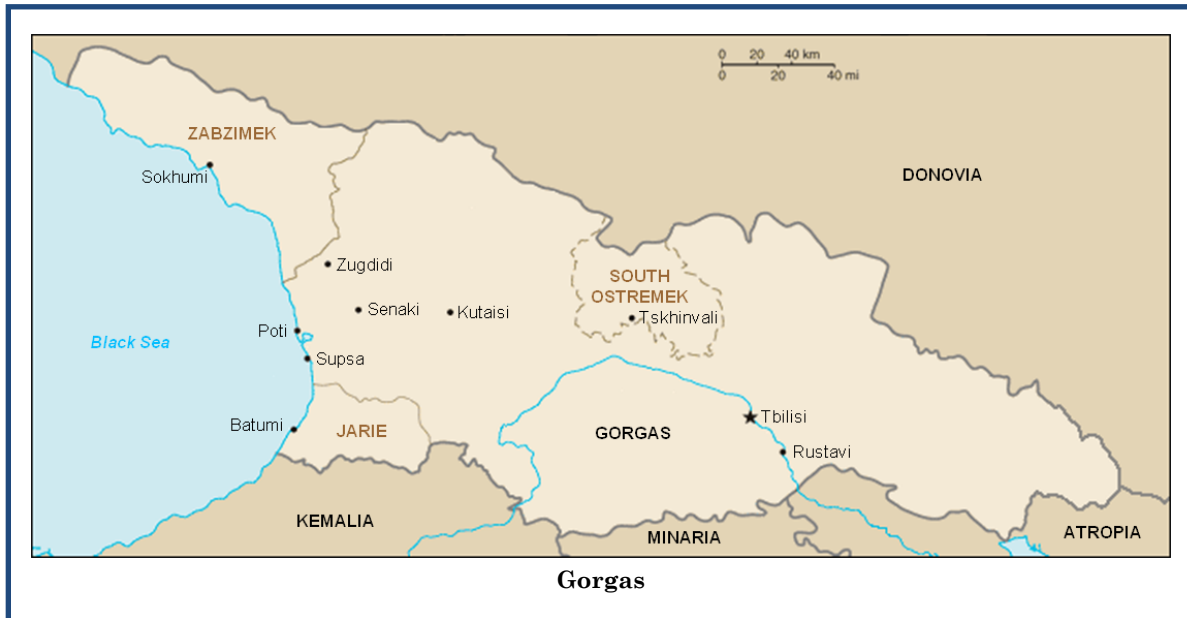 0 20 40 km
0 20 40 mi
ZABZIMEK
Sokhumi
DONOVIA
Zugdidi
SOUTH
OSTREMEK
Senaki
Kutaisi
Tskhinvali
Poti
Black Sea
Supsa
Tbilisi
Batumi
JARIE
GORGAS
Rustavi
KEMALIA
MINARIA
ATROPIA
Gorgas